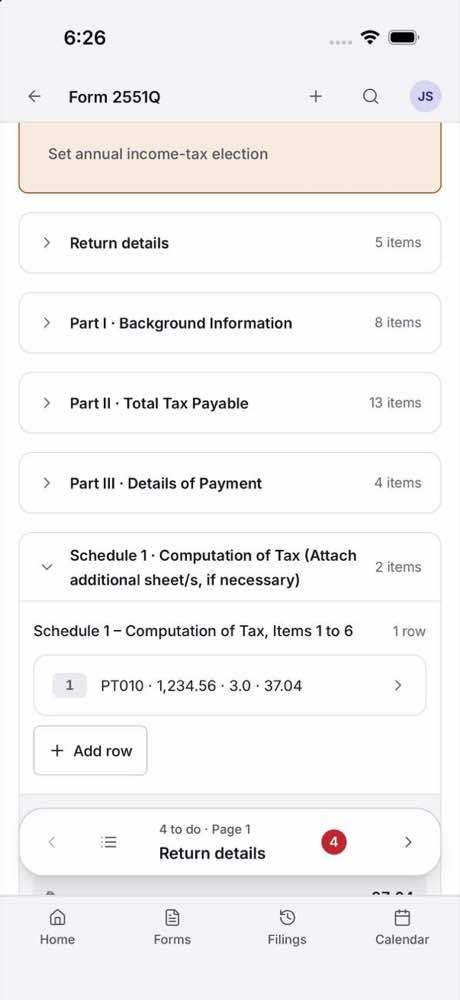 6:26
Form 2551Q
JS
Set annual income-tax election
Return details
5 items
Part I · Background Information
8 items
Part II · Total Tax Payable
13 items
Part III · Details of Payment
4 items
Schedule 1 · Computation of Tax (Attach
additional sheet/s, if necessary)
2 items
Schedule 1 – Computation of Tax, Items 1 to 6
1 row
1
PT010 · 1,234.56 · 3.0 · 37.04
Add row
4 to do · Page 1
Return details
4
Home
Forms
Filings
Calendar